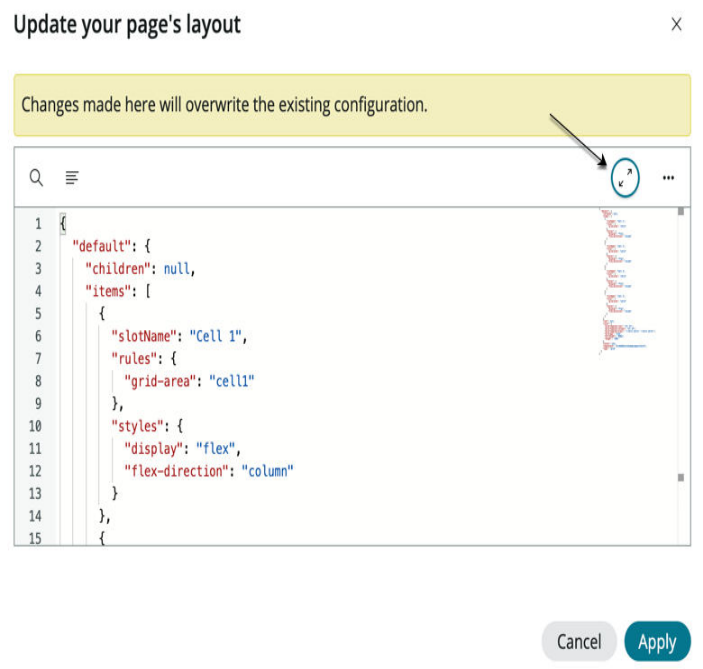 Update your page's layout
Changes made here will overwrite the existing configuration.
1 {
2 "default": {
3 "children": null,
4 "items": [
5 {
6 "slotName": "Cell 1",
7 "rules": {
8 "grid-area": "cell1"
9 },
10 "styles": {
11 "display": "flex",
12 "flex-direction": "column"
13 }
14 },
15 {
Cancel Apply